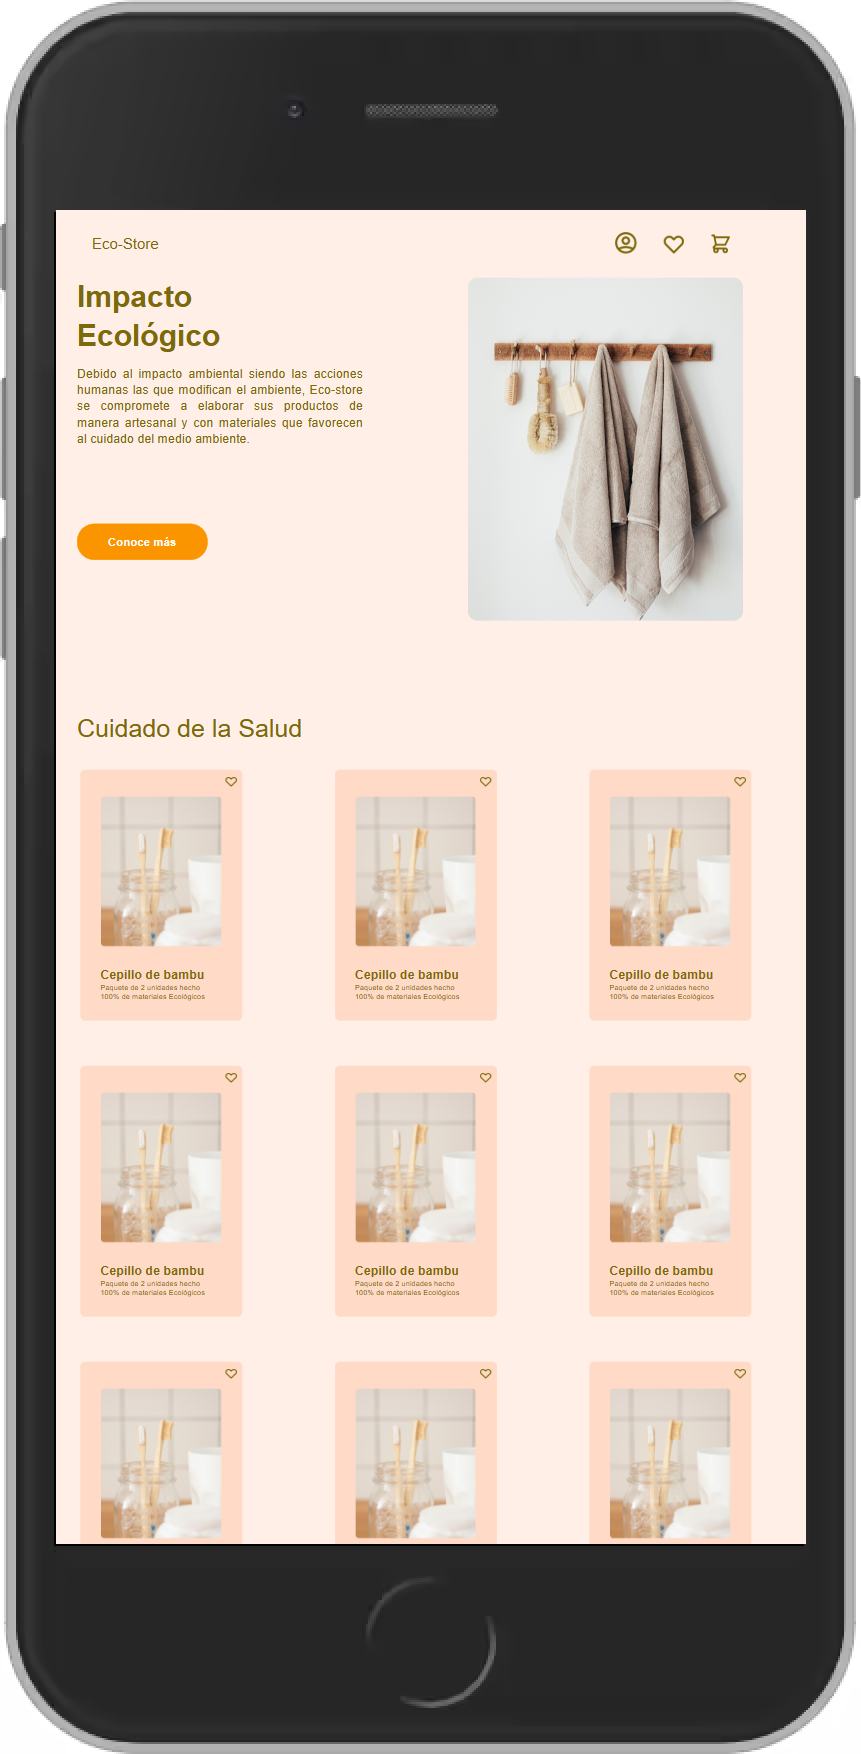 Eco-Store
Impacto
Ecológico
Debido al impacto ambiental siendo las acciones
humanas las que modifican el ambiente, Eco-store
se compromete a elaborar sus productos de
manera artesanal y con materiales que favorecen
al cuidado del medio ambiente.
Conoce más
Cuidado de la Salud
Cepillo de bambu
Paquete de 2 unidades hecho
100% de materiales Ecológicos
Cepillo de bambu
Paquete de 2 unidades hecho
100% de materiales Ecológicos
Cepillo de bambu
Paquete de 2 unidades hecho
100% de materiales Ecológicos
Cepillo de bambu
Paquete de 2 unidades hecho
100% de materiales Ecológicos
Cepillo de bambu
Paquete de 2 unidades hecho
100% de materiales Ecológicos
Cepillo de bambu
Paquete de 2 unidades hecho
100% de materiales Ecológicos